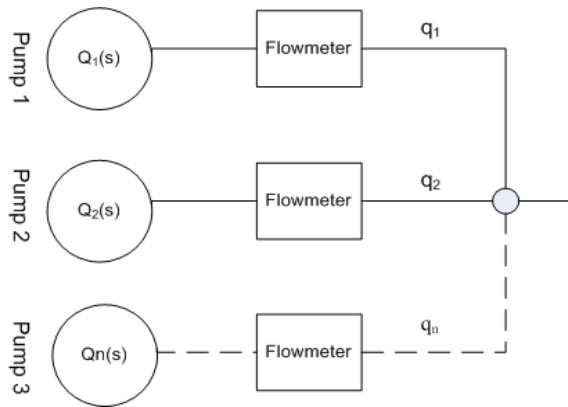 Pump 1
Q₁(s)
Flowmeter
q₁
Pump 2
Q₂(s)
Flowmeter
q₂
Pump 3
Qn(s)
Flowmeter
qₙ